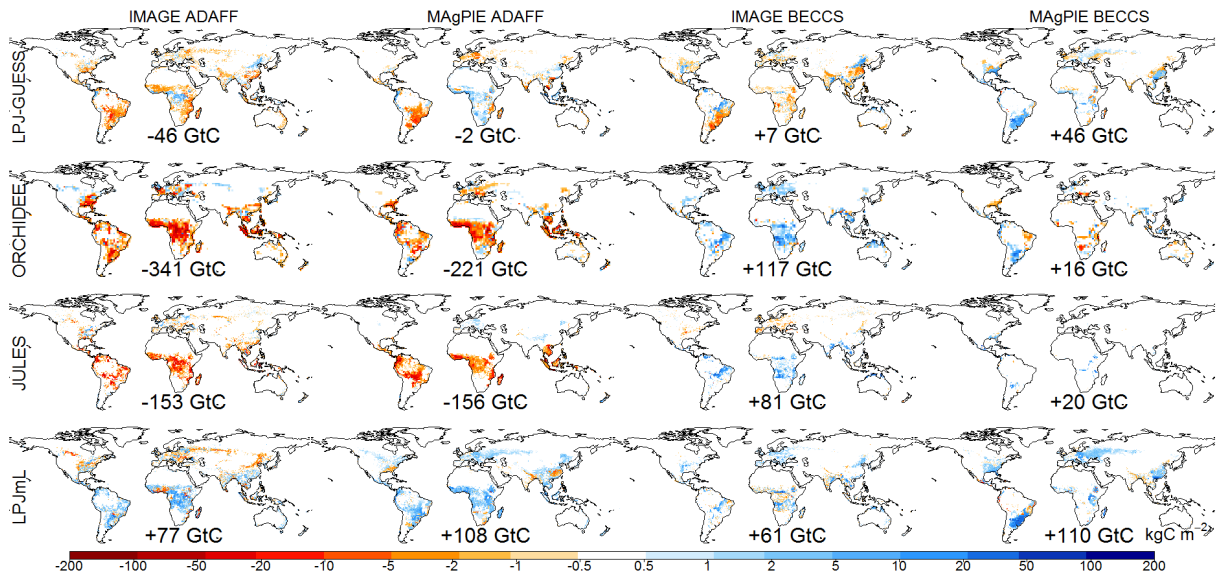 IMAGE ADAFF MAgPIE ADAFF IMAGE BECCS MAgPIE BECCS
LPJ-GUESS
-46 GtC -2 GtC +7 GtC +46 GtC
ORCHIDEE
-341 GtC -221 GtC +117 GtC +16 GtC
JULES
-153 GtC -156 GtC +81 GtC +20 GtC
LPJmL
+77 GtC +108 GtC +61 GtC +110 GtC kgC m⁻²
-200 -100 -50 -20 -10 -5 -2 -1 -0.5 0.5 1 2 5 10 20 50 100 200